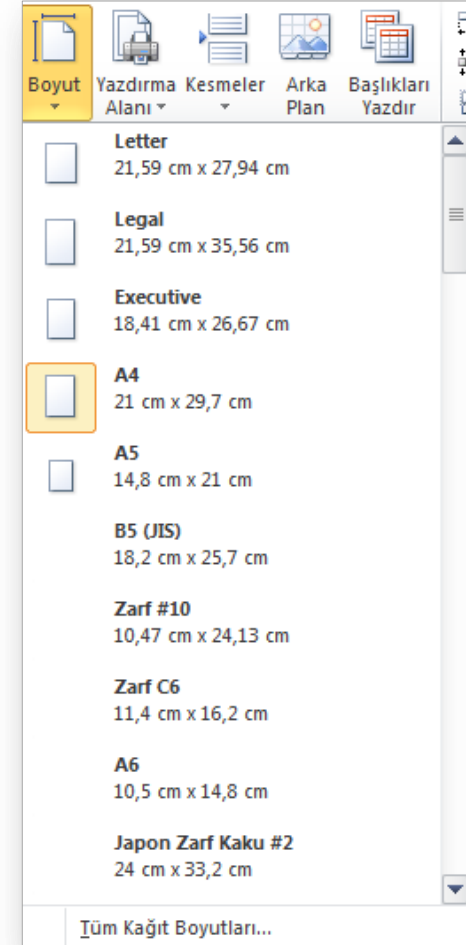 Boyut
Yazdırma Alanı
Kesmeler
Arka Plan
Başlıkları Yazdır
Letter
21,59 cm x 27,94 cm
Legal
21,59 cm x 35,56 cm
Executive
18,41 cm x 26,67 cm
A4
21 cm x 29,7 cm
A5
14,8 cm x 21 cm
B5 (JIS)
18,2 cm x 25,7 cm
Zarf #10
10,47 cm x 24,13 cm
Zarf C6
11,4 cm x 16,2 cm
A6
10,5 cm x 14,8 cm
Japon Zarf Kaku #2
24 cm x 33,2 cm
Tüm Kağıt Boyutları...